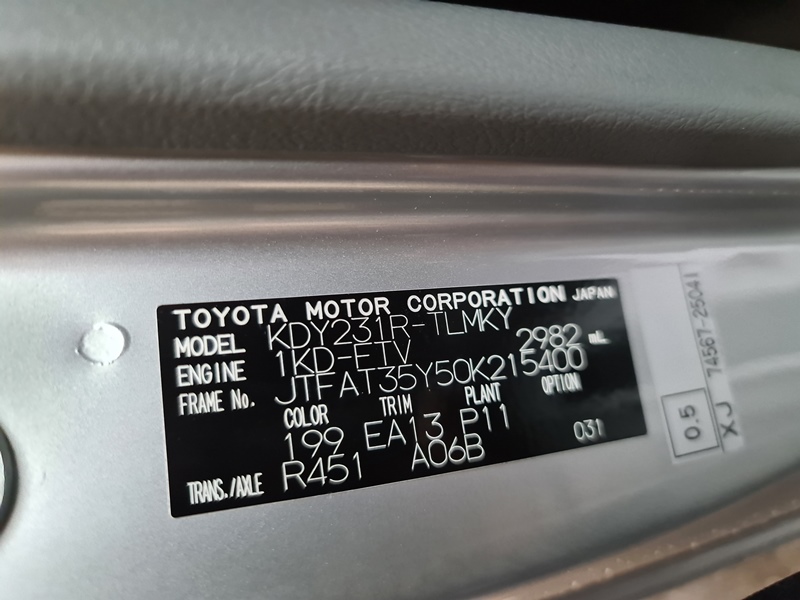 TOYOTA MOTOR CORPORATION JAPAN
MODEL KDY231R-TLMKY
ENGINE 1KD-ETV 2982 mL
FRAME No. JTFAT35Y50K215400
COLOR TRIM PLANT OPTION
199 EA13 P11
TRANS./AXLE R451 A06B 031
74567-25041
0.5 XJ